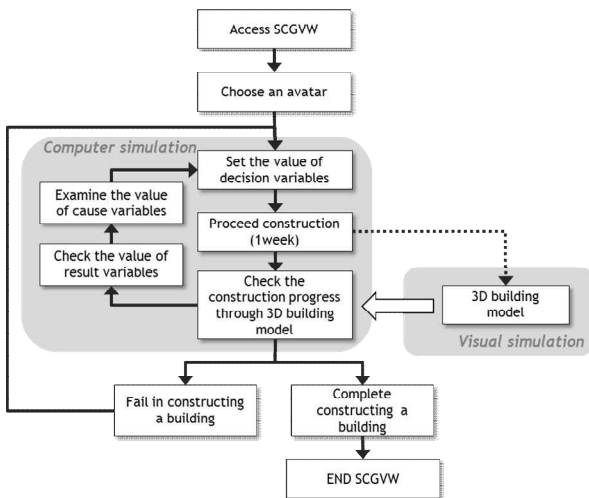 Access SCGVW
Choose an avatar
Computer simulation
Set the value of
decision variables
Examine the value
of cause variables
Proceed construction
(1week)
Check the value of
result variables
Check the
construction progress
through 3D building
model
3D building
model
Visual simulation
Fail in constructing
a building
Complete
constructing a
building
END SCGVW